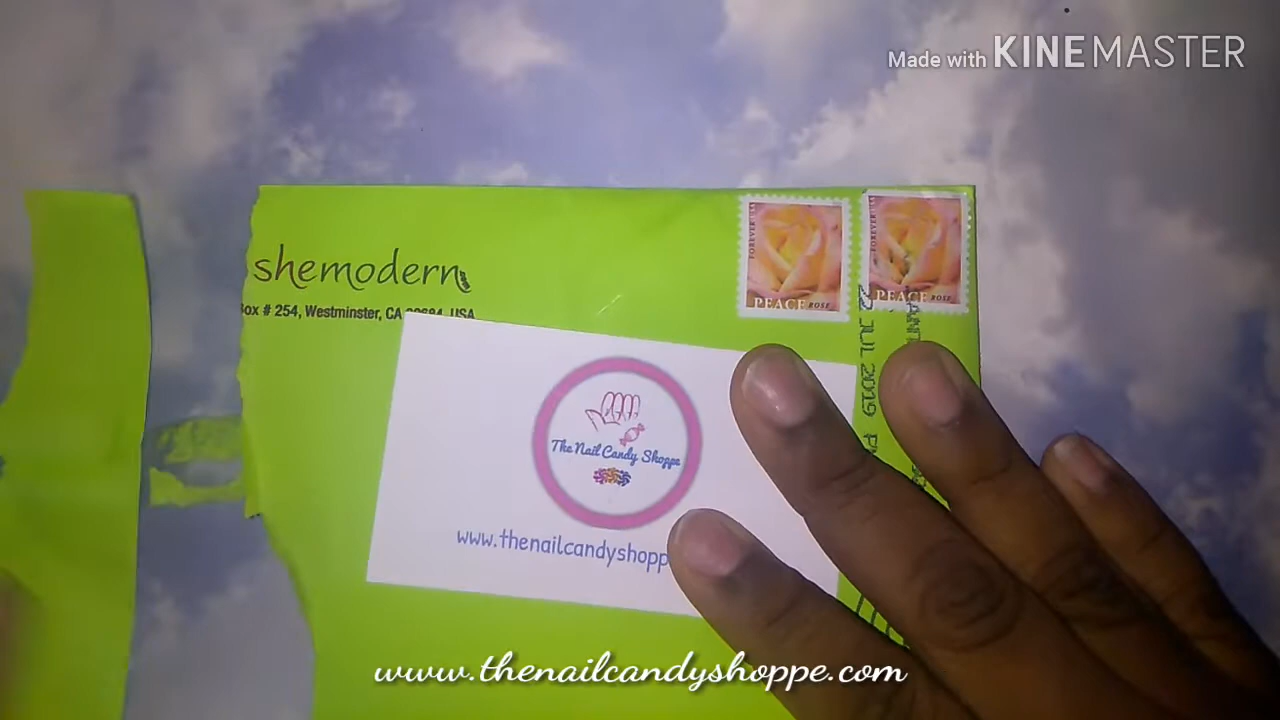 Made with KINEMASTER
FOREVER USA
PEACE ROSE
FOREVER USA
PEACE ROSE
shemodern
Box # 254, Westminster, CA USA
22 JUL 2019
The Nail Candy Shoppe
www.thenailcandyshopp
www.thenailcandyshoppe.com